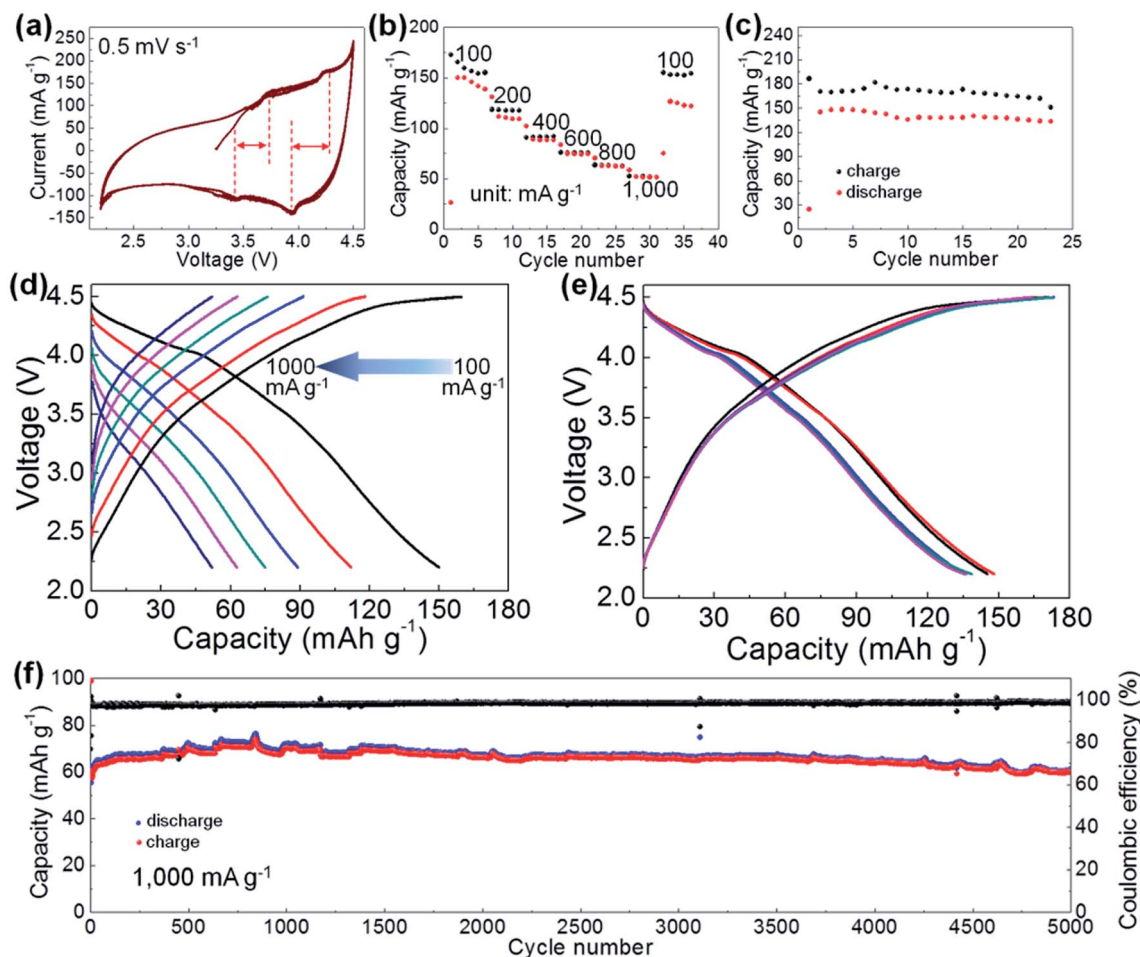 (a)
0.5 mV s-1
Current (mA g-1)
250
200
150
100
50
0
-50
-100
-150
2.5 3.0 3.5 4.0 4.5
Voltage (V)
(b)
Capacity (mAh g-1)
200
150
100
50
0
100
200
400
600
800
1,000
100
unit: mA g-1
0 5 10 15 20 25 30 35 40
Cycle number
(c)
Capacity (mAh g-1)
210
180
150
120
90
60
30
0
charge
discharge
0 5 10 15 20 25
Cycle number
(d)
Voltage (V)
4.5
4.0
3.5
3.0
2.5
2.0
1000
mA g-1
100
mA g-1
0 30 60 90 120 150 180
Capacity (mAh g-1)
(e)
Voltage (V)
4.5
4.0
3.5
3.0
2.5
2.0
0 30 60 90 120 150 180
Capacity (mAh g-1)
(f)
Capacity (mAh g-1)
100
80
60
40
20
0
discharge
charge
1,000 mA g-1
0 500 1000 1500 2000 2500 3000 3500 4000 4500 5000
Cycle number
100
80
60
40
20
0
Coulombic efficiency (%)